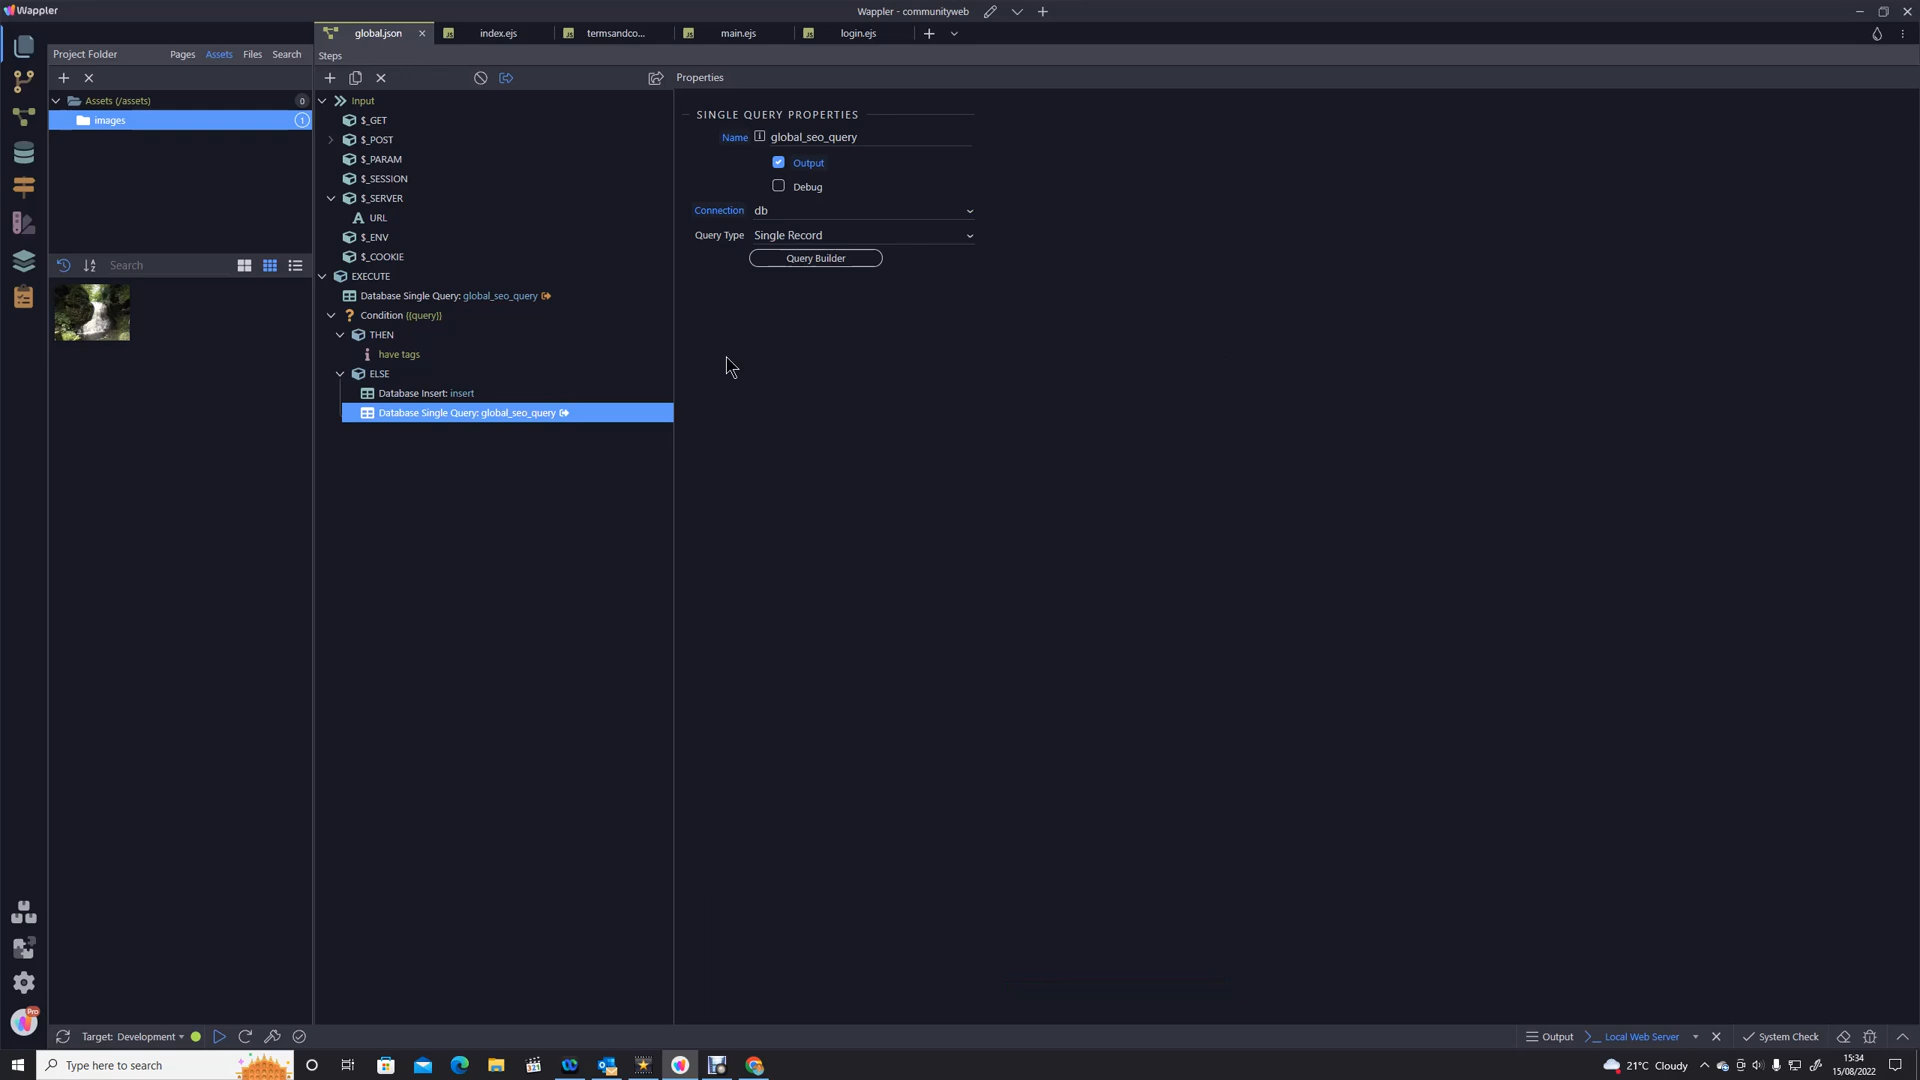 Wappler
Wappler - communityweb
global.json
index.ejs
termsandco...
main.ejs
login.ejs
Project Folder
Pages
Assets
Files
Search
Steps
Properties
Assets (/assets)
0
images
1
Input
$_GET
$_POST
$_PARAM
$_SESSION
$_SERVER
URL
$_ENV
$_COOKIE
EXECUTE
Database Single Query: global_seo_query
Condition {{query}}
THEN
have tags
ELSE
Database Insert: insert
Database Single Query: global_seo_query
Search
SINGLE QUERY PROPERTIES
Name
global_seo_query
Output
Debug
Connection
db
Query Type
Single Record
Query Builder
Pro
Target: Development
Output
Local Web Server
System Check
Type here to search
21°C Cloudy
15:34
15/08/2022